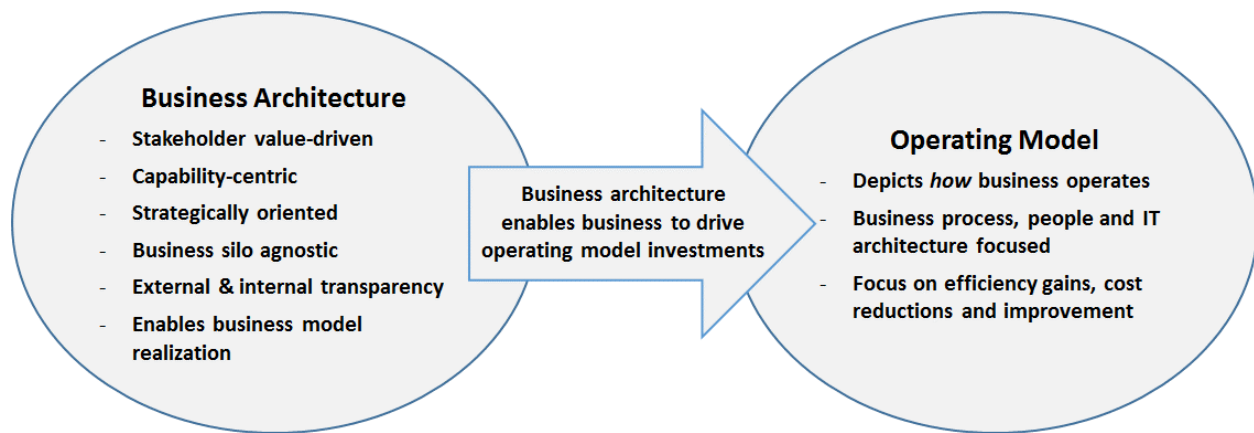 Business Architecture
- Stakeholder value-driven
- Capability-centric
- Strategically oriented
- Business silo agnostic
- External & internal transparency
- Enables business model
realization
Business architecture
enables business to drive
operating model investments
Operating Model
- Depicts how business operates
- Business process, people and IT
architecture focused
- Focus on efficiency gains, cost
reductions and improvement